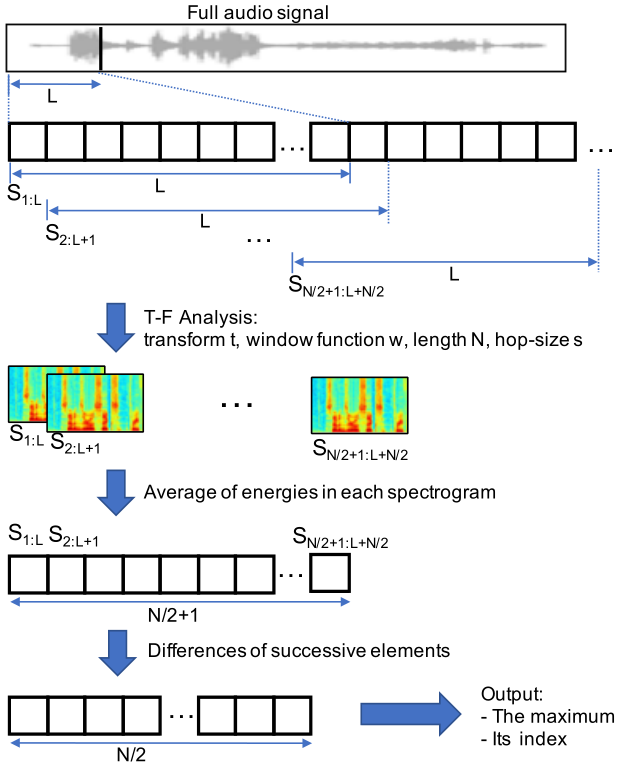 Full audio signal
L
...
...
L
S1:L
L
S2:L+1
...
L
SN/2+1:L+N/2
T-F Analysis:
transform t, window function w, length N, hop-size s
...
S1:L
S2:L+1
SN/2+1:L+N/2
Average of energies in each spectrogram
S1:L S2:L+1
SN/2+1:L+N/2
...
N/2+1
Differences of successive elements
...
N/2
Output:
- The maximum
- Its index